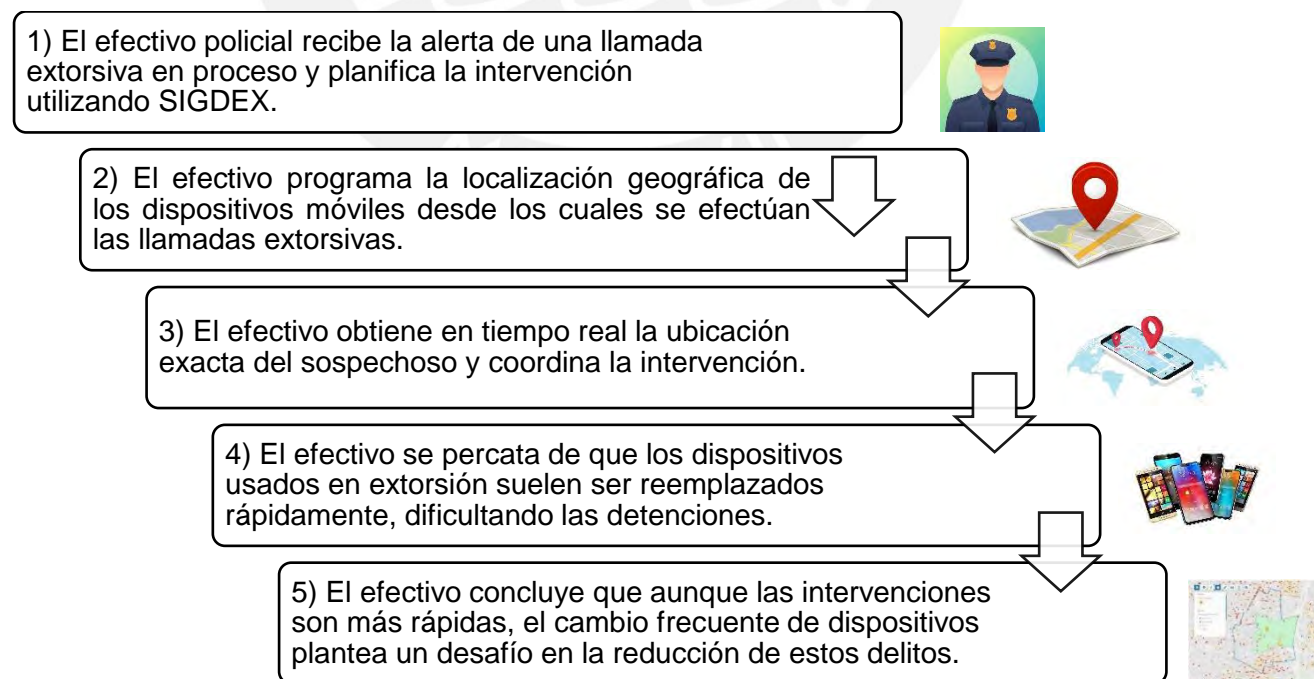 1) El efectivo policial recibe la alerta de una llamada
extorsiva en proceso y planifica la intervención
utilizando SIGDEX.
2) El efectivo programa la localización geográfica de
los dispositivos móviles desde los cuales se efectúan
las llamadas extorsivas.
3) El efectivo obtiene en tiempo real la ubicación
exacta del sospechoso y coordina la intervención.
4) El efectivo se percata de que los dispositivos
usados en extorsión suelen ser reemplazados
rápidamente, dificultando las detenciones.
5) El efectivo concluye que aunque las intervenciones
son más rápidas, el cambio frecuente de dispositivos
plantea un desafío en la reducción de estos delitos.